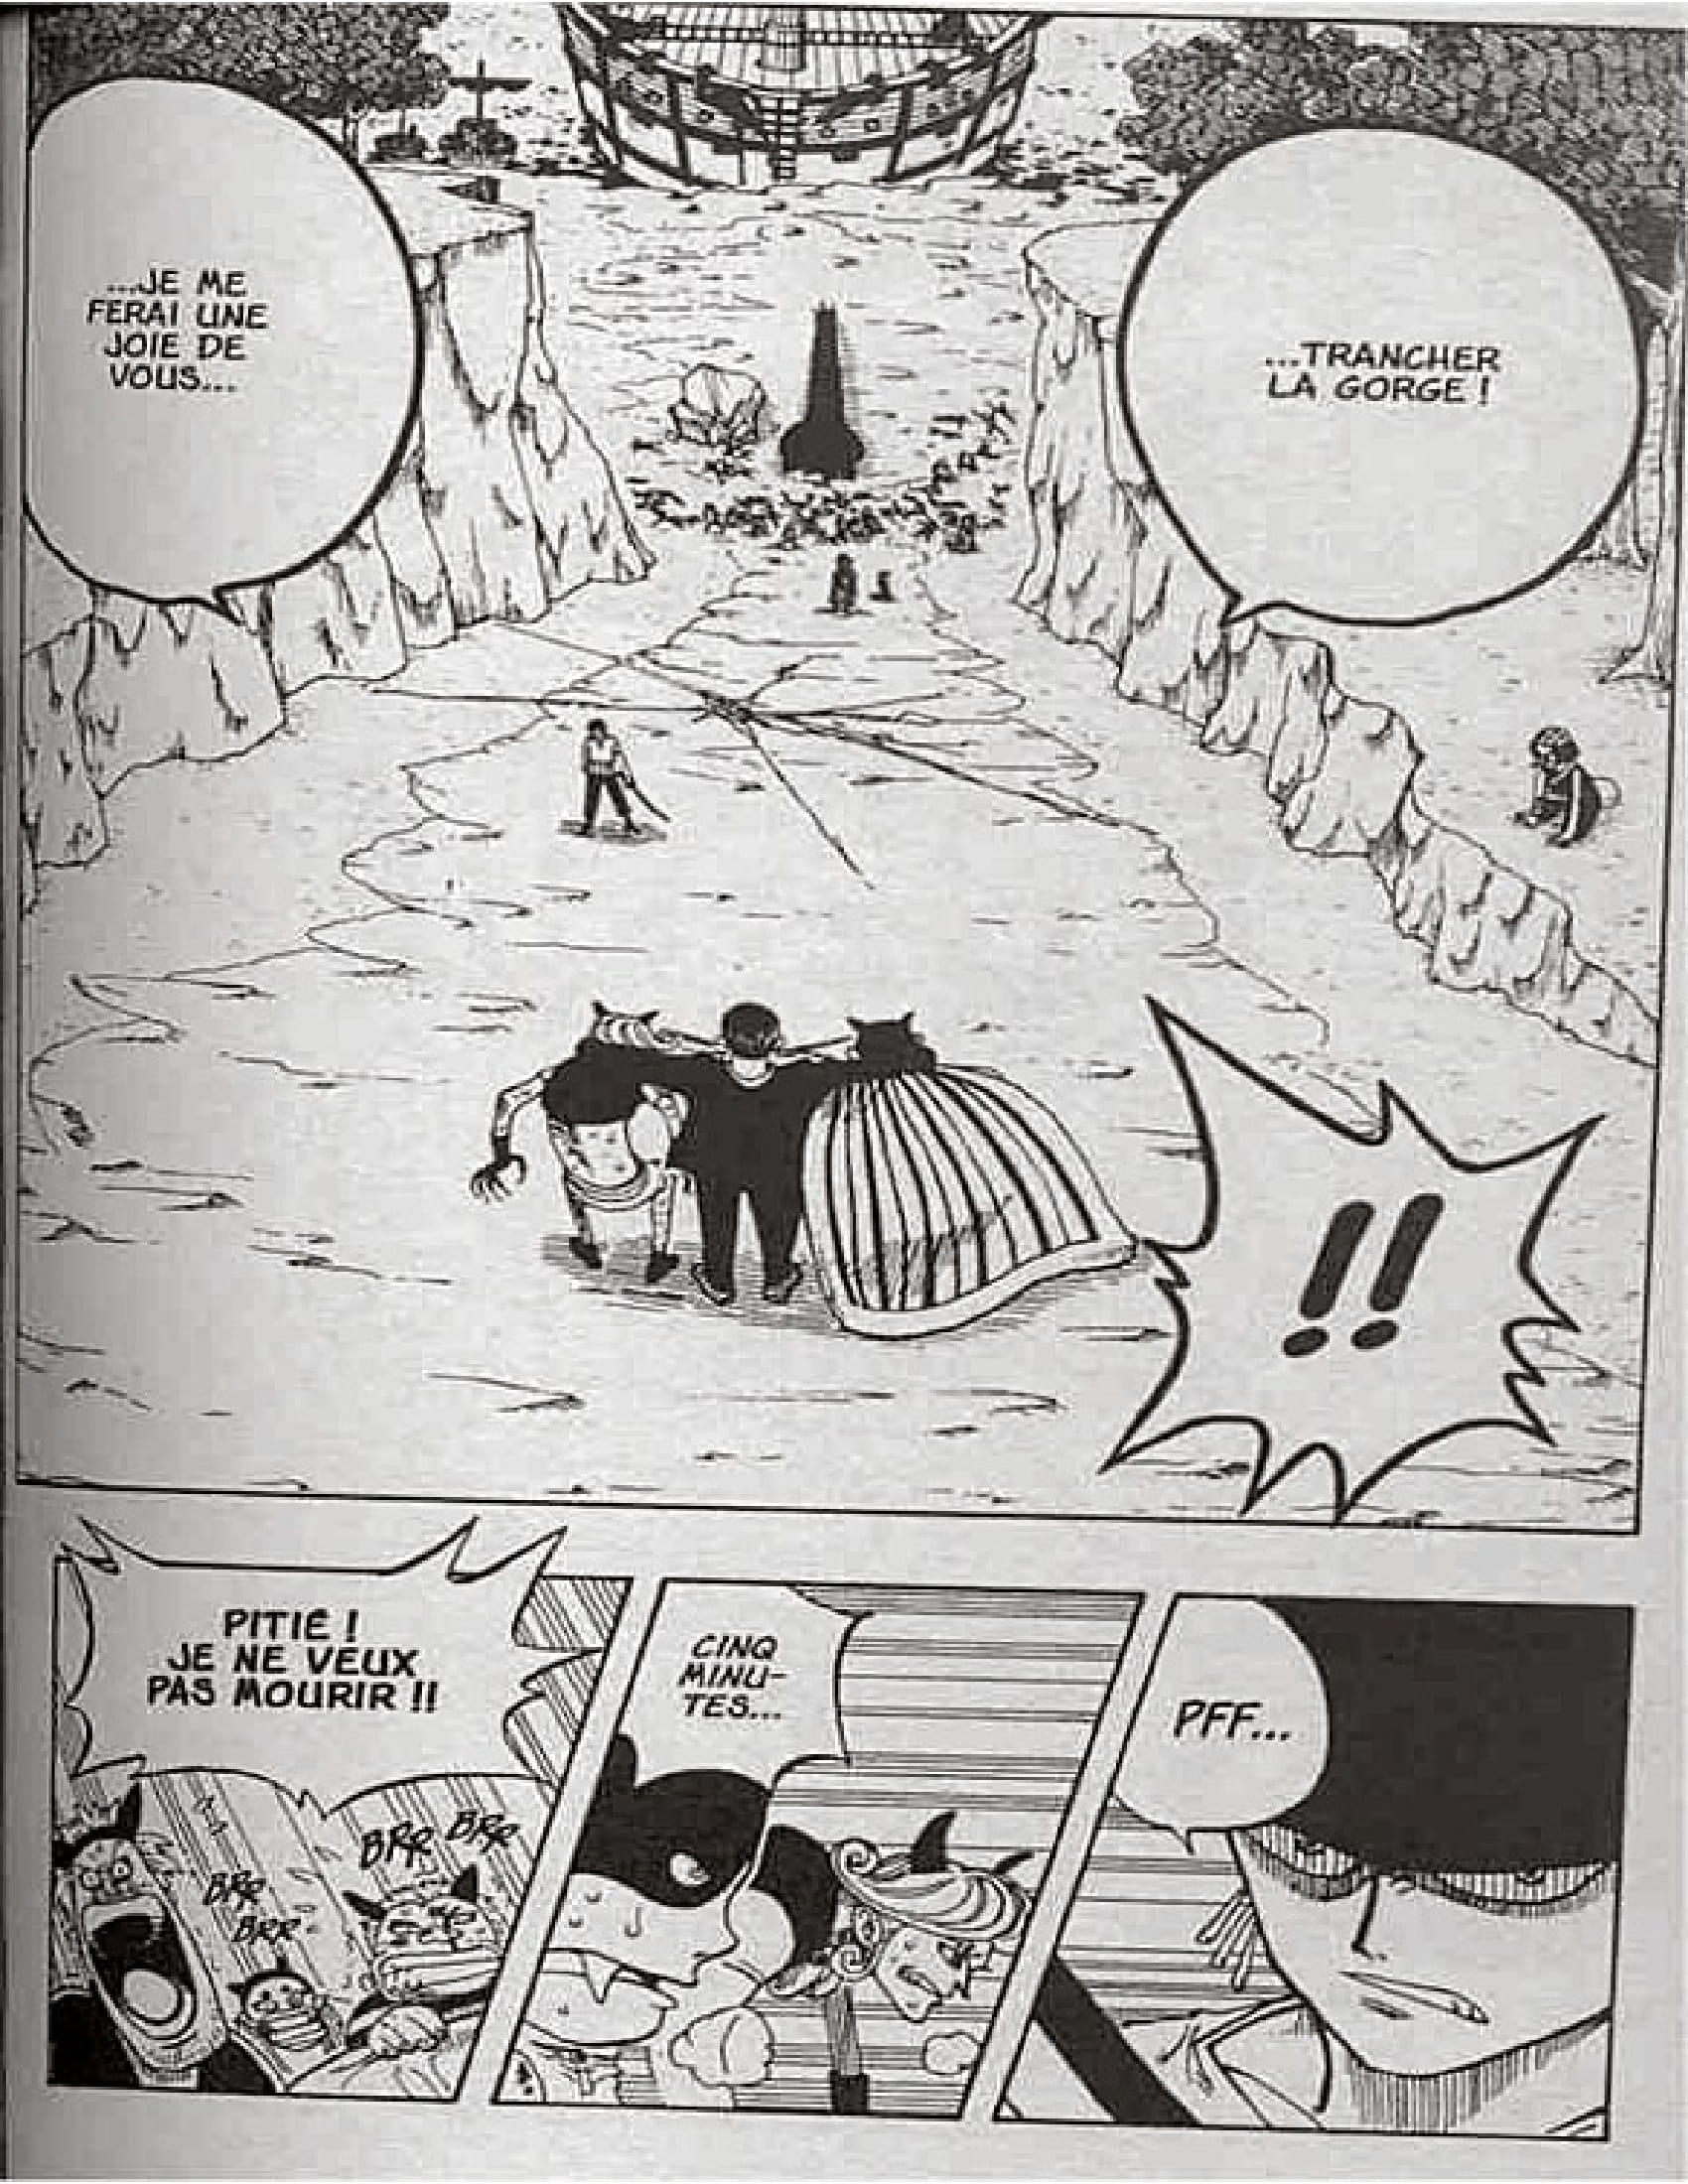 ...JE ME
FERAI UNE
JOIE DE
VOUS...
...TRANCHER
LA GORGE !
!!
PITIÉ !
JE NE VEUX
PAS MOURIR !!
BRR
BRR
BRR
BRR
CINQ
MINU-
TES...
PFF...